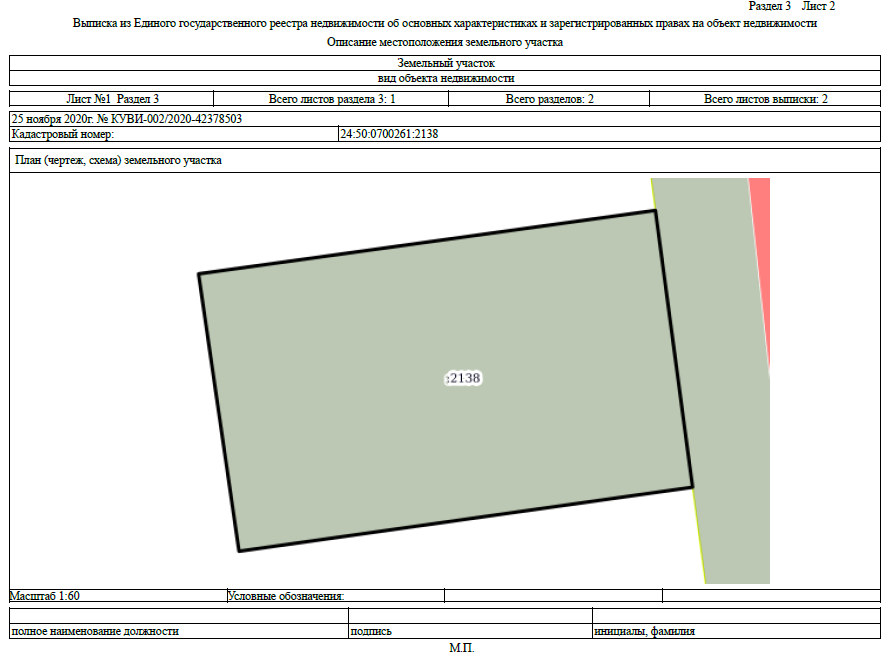 Раздел 3 Лист 2
Выписка из Единого государственного реестра недвижимости об основных характеристиках и зарегистрированных правах на объект недвижимости
Описание местоположения земельного участка
Земельный участок
вид объекта недвижимости
Лист №1 Раздел 3 Всего листов раздела 3: 1 Всего разделов: 2 Всего листов выписки: 2
25 ноября 2020г. № КУВИ-002/2020-42378503
Кадастровый номер: 24:50:0700261:2138
План (чертеж, схема) земельного участка
:2138
Масштаб 1:60 Условные обозначения:
полное наименование должности подпись инициалы, фамилия
М.П.